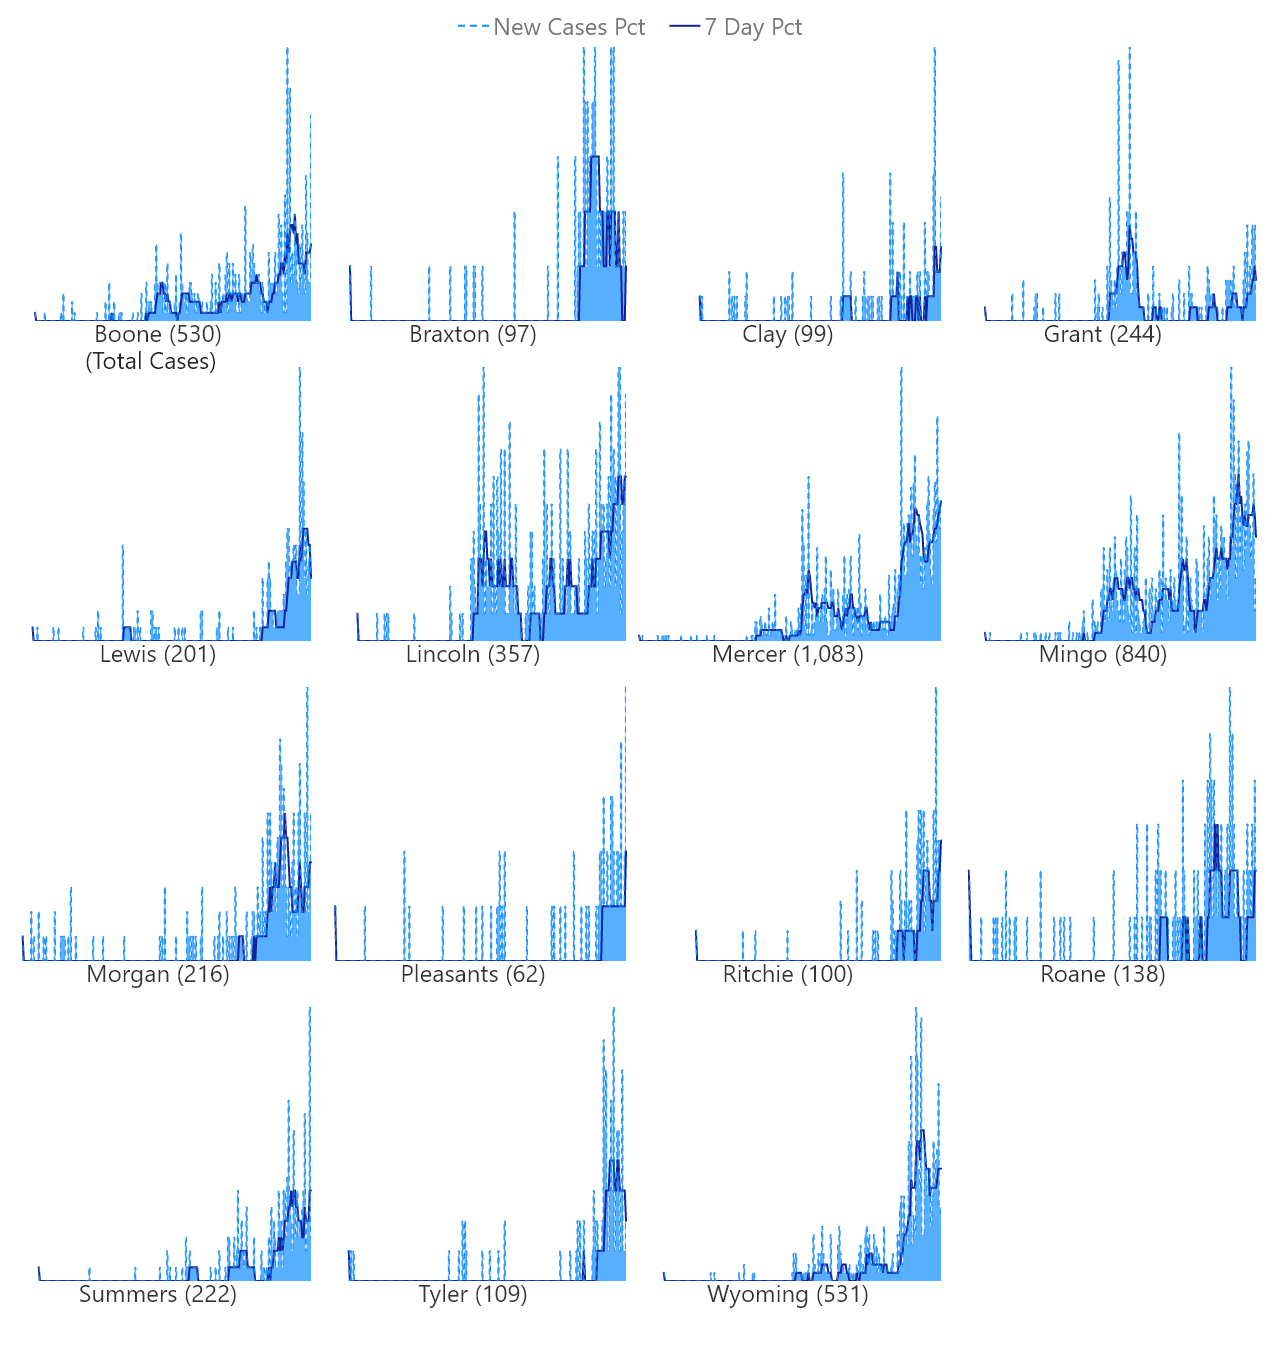 New Cases Pct 7 Day Pct
Boone (530) Braxton (97) Clay (99) Grant (244)
(Total Cases)
Lewis (201) Lincoln (357) Mercer (1,083) Mingo (840)
Morgan (216) Pleasants (62) Ritchie (100) Roane (138)
Summers (222) Tyler (109) Wyoming (531)